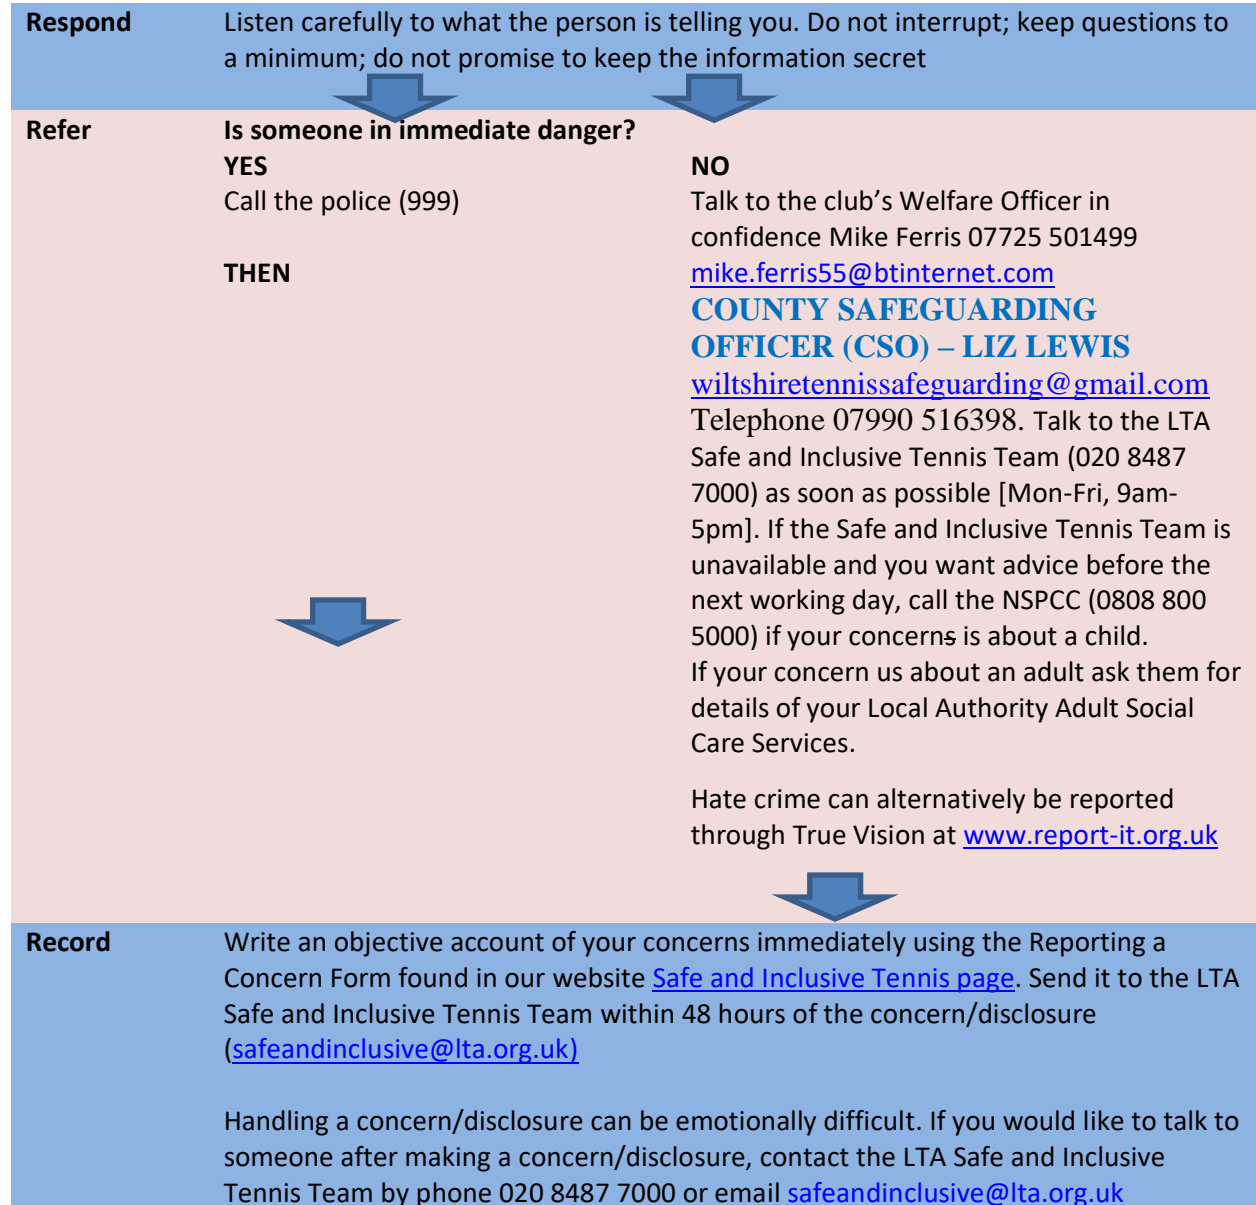 Respond
Listen carefully to what the person is telling you. Do not interrupt; keep questions to
a minimum; do not promise to keep the information secret
Refer
Is someone in immediate danger?
YES
Call the police (999)
THEN
NO
Talk to the club’s Welfare Officer in
confidence Mike Ferris 07725 501499
mike.ferris55@btinternet.com
COUNTY SAFEGUARDING
OFFICER (CSO) – LIZ LEWIS
wiltshiretennissafeguarding@gmail.com
Telephone 07990 516398. Talk to the LTA
Safe and Inclusive Tennis Team (020 8487
7000) as soon as possible [Mon-Fri, 9am-
5pm]. If the Safe and Inclusive Tennis Team is
unavailable and you want advice before the
next working day, call the NSPCC (0808 800
5000) if your concerns is about a child.
If your concern us about an adult ask them for
details of your Local Authority Adult Social
Care Services.
Hate crime can alternatively be reported
through True Vision at www.report-it.org.uk
Record
Write an objective account of your concerns immediately using the Reporting a
Concern Form found in our website Safe and Inclusive Tennis page. Send it to the LTA
Safe and Inclusive Tennis Team within 48 hours of the concern/disclosure
(safeandinclusive@lta.org.uk)
Handling a concern/disclosure can be emotionally difficult. If you would like to talk to
someone after making a concern/disclosure, contact the LTA Safe and Inclusive
Tennis Team by phone 020 8487 7000 or email safeandinclusive@lta.org.uk